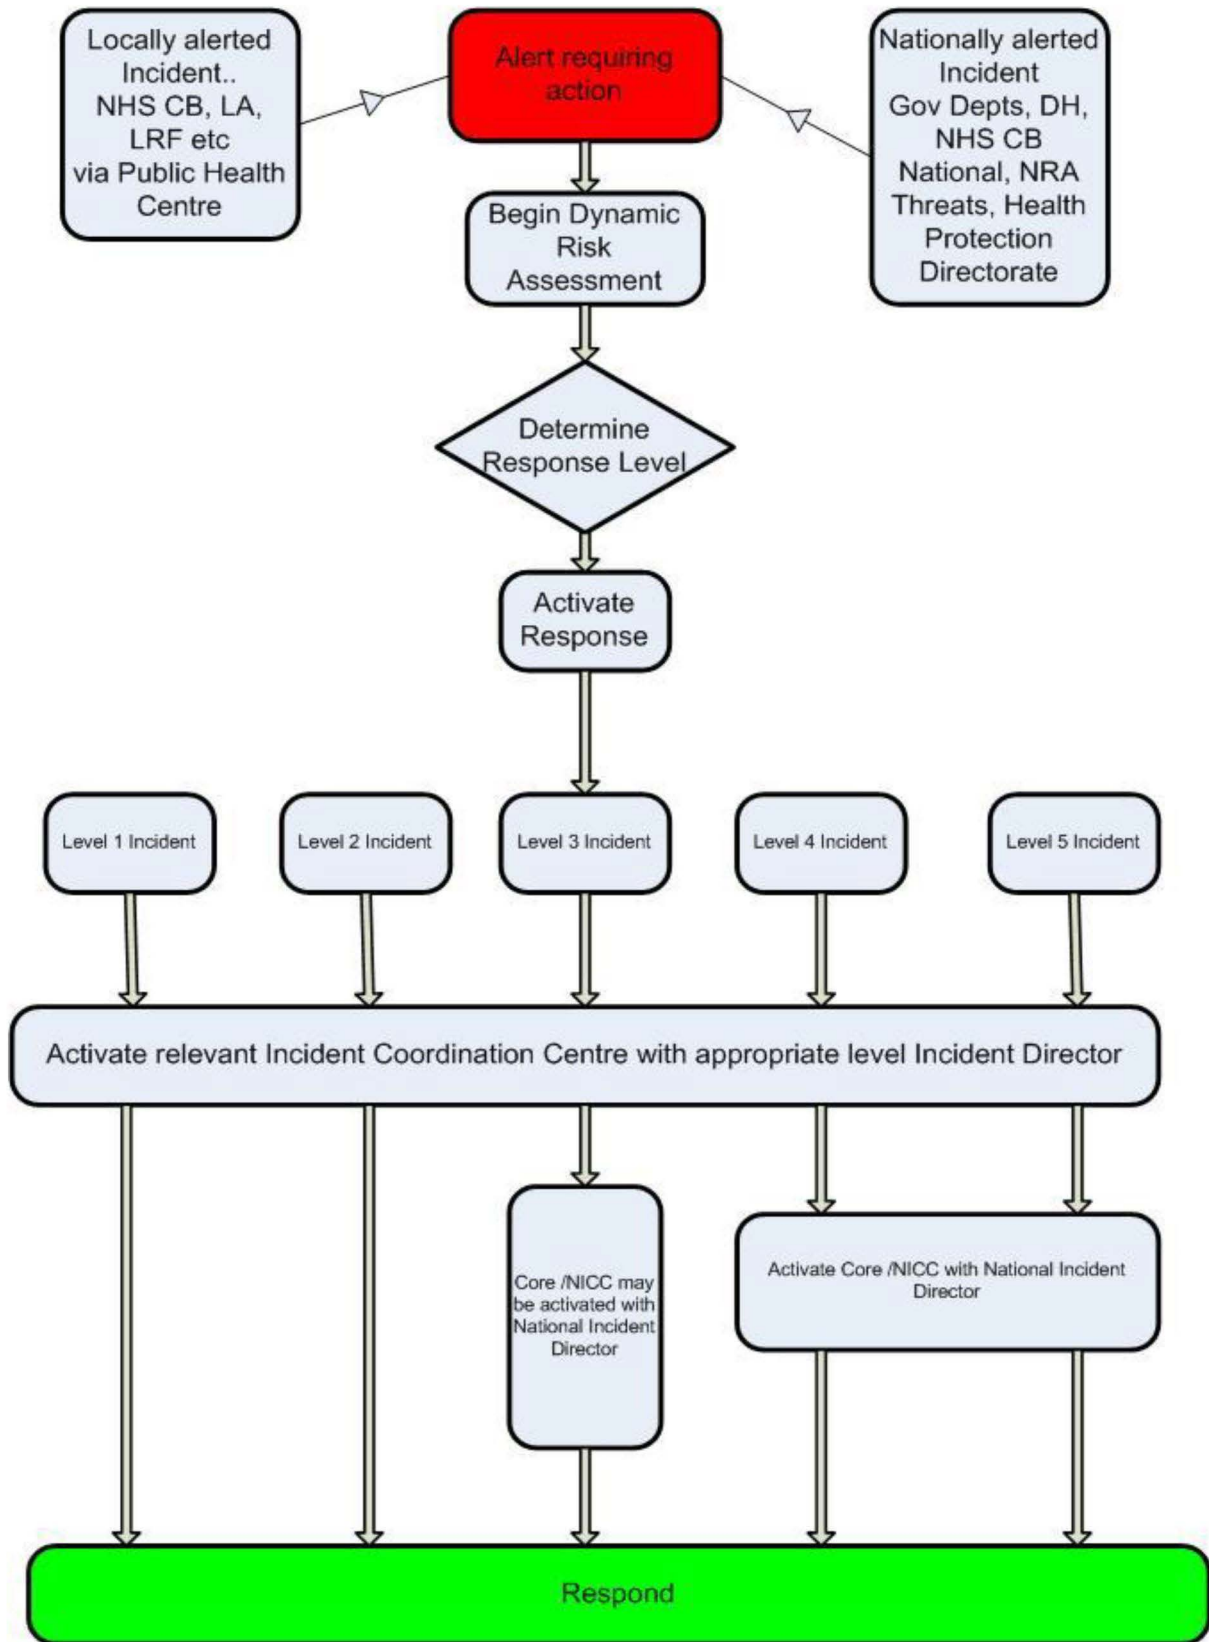 Locally alerted
Incident..
NHS CB, LA,
LRF etc
via Public Health
Centre
Alert requiring
action
Nationally alerted
Incident
Gov Depts, DH,
NHS CB
National, NRA
Threats, Health
Protection
Directorate
Begin Dynamic
Risk
Assessment
Determine
Response Level
Activate
Response
Level 1 Incident
Level 2 Incident
Level 3 Incident
Level 4 Incident
Level 5 Incident
Activate relevant Incident Coordination Centre with appropriate level Incident Director
Core /NICC may
be activated with
National Incident
Director
Activate Core /NICC with National Incident
Director
Respond